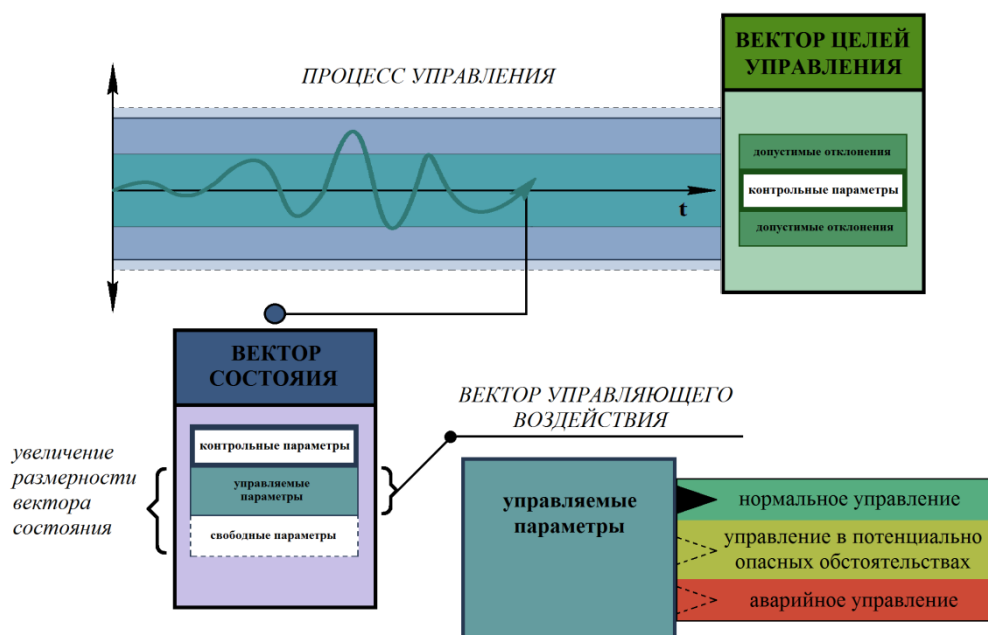 ВЕКТОР ЦЕЛЕЙ
УПРАВЛЕНИЯ
ПРОЦЕСС УПРАВЛЕНИЯ
допустимые отклонения
контрольные параметры
допустимые отклонения
t
ВЕКТОР
СОСТОЯИЯ
контрольные параметры
управляемые
параметры
свободные параметры
увеличение
размерности
вектора
состояния
ВЕКТОР УПРАВЛЯЮЩЕГО
ВОЗДЕЙСТВИЯ
управляемые
параметры
нормальное управление
управление в потенциально
опасных обстоятельствах
аварийное управление